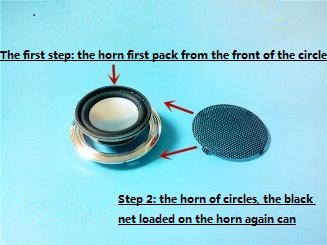 The first step: the horn first pack from the front of the circle
Step 2: the horn of circles, the black
net loaded on the horn again can